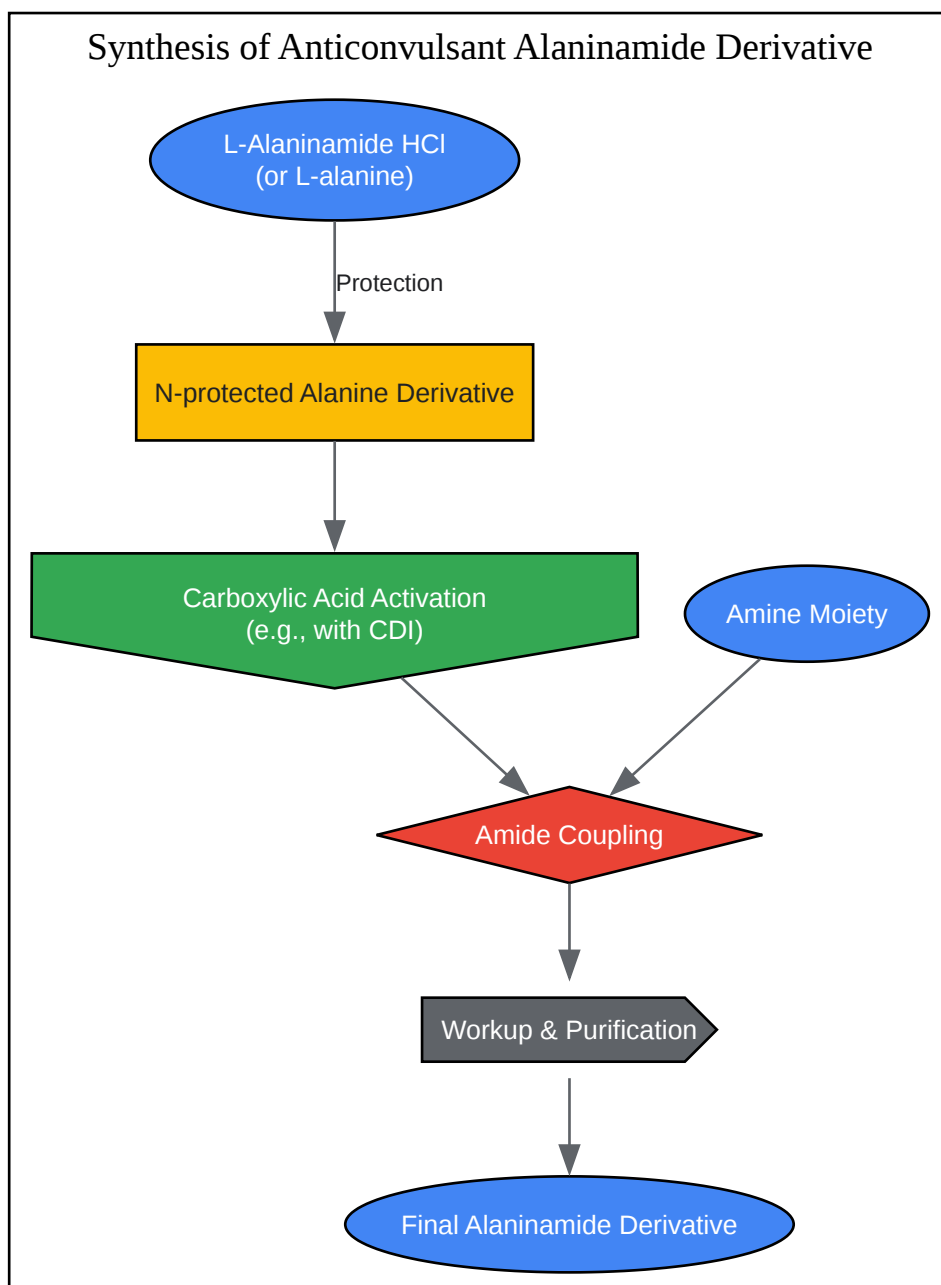 Synthesis of Anticonvulsant Alaninamide Derivative
L-Alaninamide HCl
(or L-alanine)
Protection
N-protected Alanine Derivative
Carboxylic Acid Activation
(e.g., with CDI)
Amine Moiety
Amide Coupling
Workup & Purification
Final Alaninamide Derivative